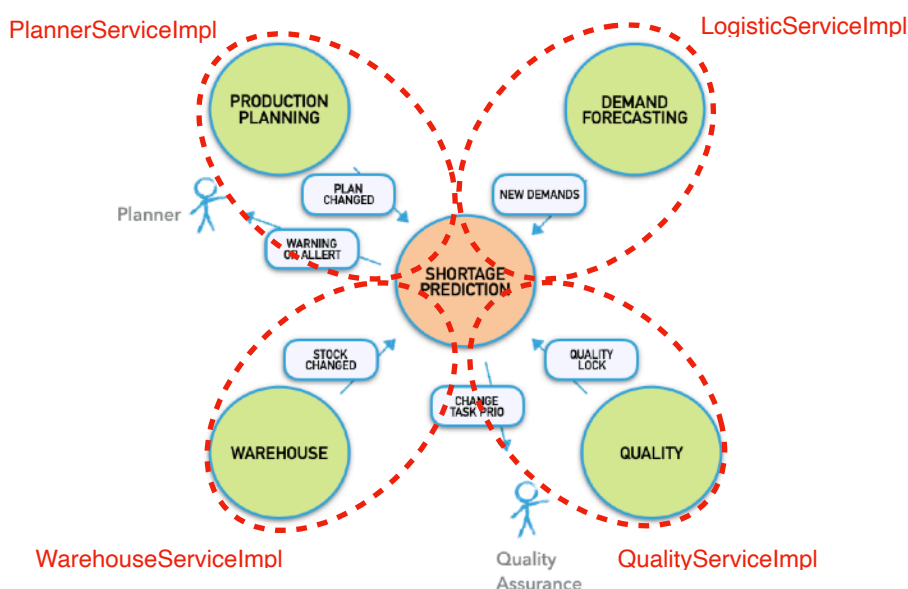 PlannerServiceImpl
LogisticServiceImpl
PRODUCTION
PLANNING
DEMAND
FORECASTING
PLAN
CHANGED
NEW DEMANDS
Planner
WARNING
OR ALLERT
SHORTAGE
PREDICTION
STOCK
CHANGED
QUALITY
LOCK
CHANGE
TASK PRIO
WAREHOUSE
QUALITY
WarehouseServiceImpl
Quality
Assurance
QualityServiceImpl